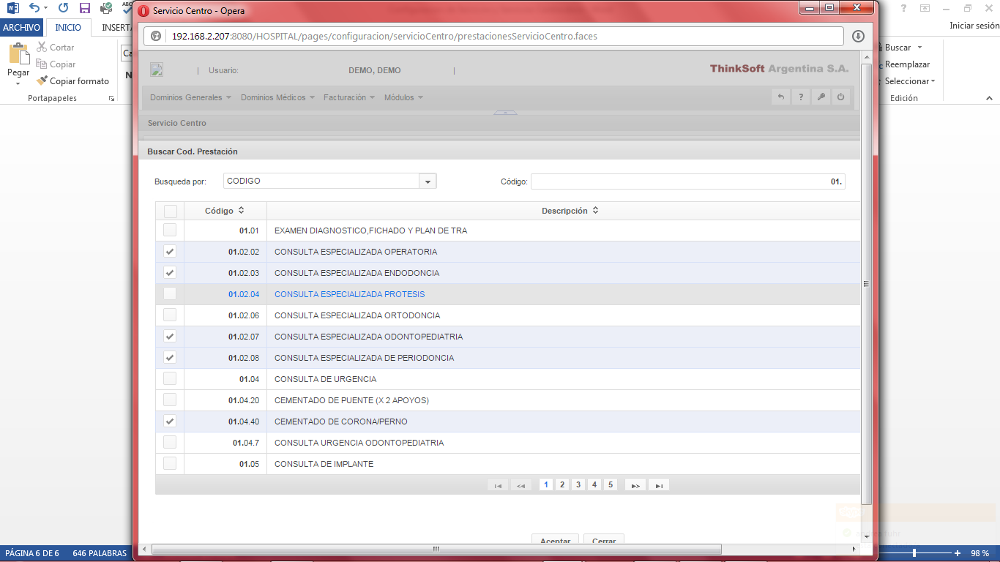 Servicio Centro - Opera
ARCHIVO INICIO INSERTA
Iniciar sesión
192.168.2.207:8080/HOSPITAL/pages/configuracion/servicioCentro/prestacionesServicioCentro.faces
Pegar
Cortar
Copiar
Copiar formato
Portapapeles
Ca
N
Buscar
Reemplazar
Seleccionar
Edición
| Usuario: DEMO, DEMO |
ThinkSoft Argentina S.A.
Dominios Generales Dominios Médicos Facturación Módulos
?
Servicio Centro
Buscar Cod. Prestación
Busqueda por: CODIGO Código: 01.
Código Descripción
01.01 EXAMEN DIAGNOSTICO,FICHADO Y PLAN DE TRA
01.02.02 CONSULTA ESPECIALIZADA OPERATORIA
01.02.03 CONSULTA ESPECIALIZADA ENDODONCIA
01.02.04 CONSULTA ESPECIALIZADA PROTESIS
01.02.06 CONSULTA ESPECIALIZADA ORTODONCIA
01.02.07 CONSULTA ESPECIALIZADA ODONTOPEDIATRIA
01.02.08 CONSULTA ESPECIALIZADA DE PERIODONCIA
01.04 CONSULTA DE URGENCIA
01.04.20 CEMENTADO DE PUENTE (X 2 APOYOS)
01.04.40 CEMENTADO DE CORONA/PERNO
01.04.7 CONSULTA URGENCIA ODONTOPEDIATRIA
01.05 CONSULTA DE IMPLANTE
1 2 3 4 5
Aceptar Cerrar
PÁGINA 6 DE 6 646 PALABRAS
98 %